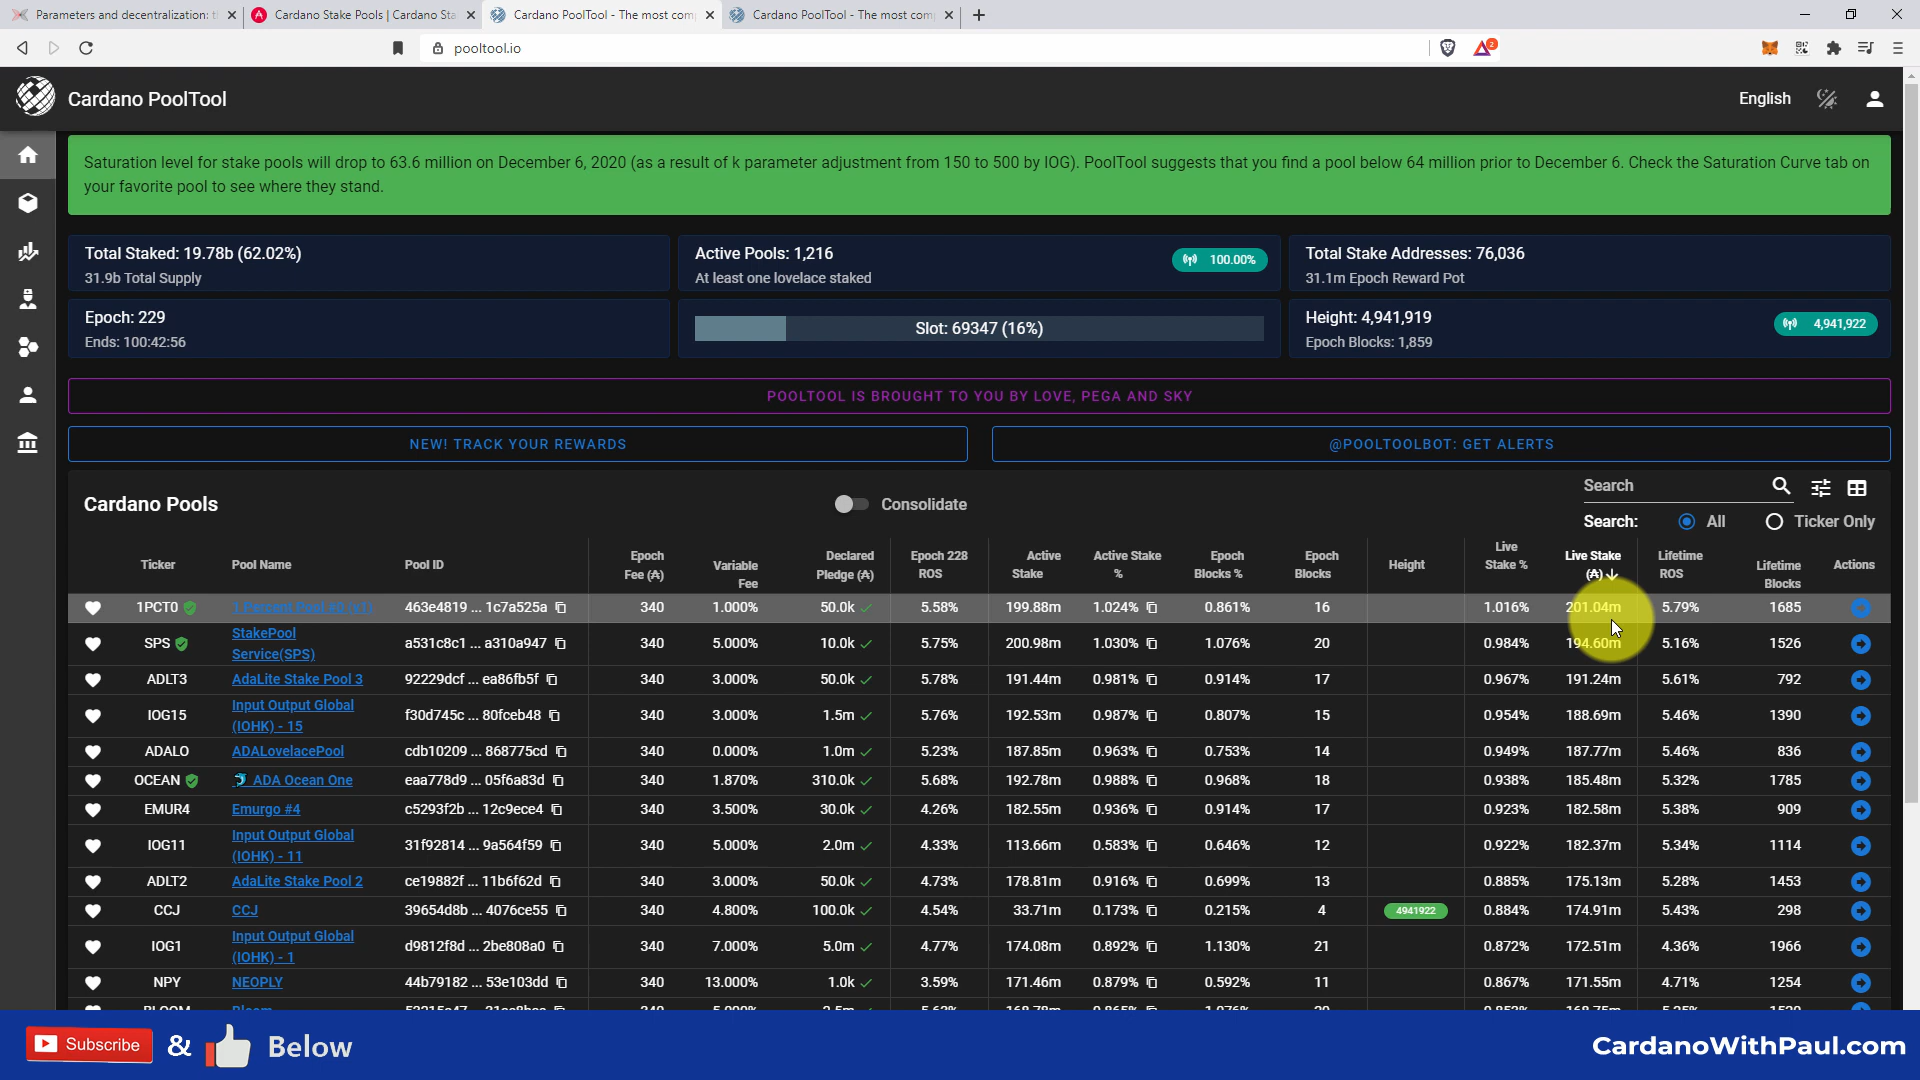 Parameters and decentralization: t
Cardano Stake Pools | Cardano Sta
Cardano PoolTool - The most com
Cardano PoolTool - The most com
pooltool.io
2
Cardano PoolTool
English
Saturation level for stake pools will drop to 63.6 million on December 6, 2020 (as a result of k parameter adjustment from 150 to 500 by IOG). PoolTool suggests that you find a pool below 64 million prior to December 6. Check the Saturation Curve tab on
your favorite pool to see where they stand.
Total Staked: 19.78b (62.02%)
31.9b Total Supply
Active Pools: 1,216
At least one lovelace staked
100.00%
Total Stake Addresses: 76,036
31.1m Epoch Reward Pot
Epoch: 229
Ends: 100:42:56
Slot: 69347 (16%)
Height: 4,941,919
Epoch Blocks: 1,859
4,941,922
POOLTOOL IS BROUGHT TO YOU BY LOVE, PEGA AND SKY
NEW! TRACK YOUR REWARDS
@POOLTOOLBOT: GET ALERTS
Cardano Pools
Consolidate
Search
Search: All Ticker Only
Ticker Pool Name Pool ID Epoch Fee (₳) Variable Fee Declared Pledge (₳) Epoch 228 ROS Active Stake Active Stake % Epoch Blocks % Epoch Blocks Height Live Stake % Live Stake (₳) Lifetime ROS Lifetime Blocks Actions
1PCT0 1 Percent Pool #0 (v1) 463e4819 ... 1c7a525a 340 1.000% 50.0k 5.58% 199.88m 1.024% 0.861% 16 1.016% 201.04m 5.79% 1685
SPS StakePool Service(SPS) a531c8c1 ... a310a947 340 5.000% 10.0k 5.75% 200.98m 1.030% 1.076% 20 0.984% 194.60m 5.16% 1526
ADLT3 AdaLite Stake Pool 3 92229dcf ... ea86fb5f 340 3.000% 50.0k 5.78% 191.44m 0.981% 0.914% 17 0.967% 191.24m 5.61% 792
IOG15 Input Output Global (IOHK) - 15 f30d745c ... 80fceb48 340 3.000% 1.5m 5.76% 192.53m 0.987% 0.807% 15 0.954% 188.69m 5.46% 1390
ADALO ADALovelacePool cdb10209 ... 868775cd 340 0.000% 1.0m 5.23% 187.85m 0.963% 0.753% 14 0.949% 187.77m 5.46% 836
OCEAN ADA Ocean One eaa778d9 ... 05f6a83d 340 1.870% 310.0k 5.68% 192.78m 0.988% 0.968% 18 0.938% 185.48m 5.32% 1785
EMUR4 Emurgo #4 c5293f2b ... 12c9ece4 340 3.500% 30.0k 4.26% 182.55m 0.936% 0.914% 17 0.923% 182.58m 5.38% 909
IOG11 Input Output Global (IOHK) - 11 31f92814 ... 9a564f59 340 5.000% 2.0m 4.33% 113.66m 0.583% 0.646% 12 0.922% 182.37m 5.34% 1114
ADLT2 AdaLite Stake Pool 2 ce19882f ... 11b6f62d 340 3.000% 50.0k 4.73% 178.81m 0.916% 0.699% 13 0.885% 175.13m 5.28% 1453
CCJ CCJ 39654d8b ... 4076ce55 340 4.800% 100.0k 4.54% 33.71m 0.173% 0.215% 4 4941922 0.884% 174.91m 5.43% 298
IOG1 Input Output Global (IOHK) - 1 d9812f8d ... 2be808a0 340 7.000% 5.0m 4.77% 174.08m 0.892% 1.130% 21 0.872% 172.51m 4.36% 1966
NPY NEOPLY 44b79182 ... 53e103dd 340 13.000% 1.0k 3.59% 171.46m 0.879% 0.592% 11 0.867% 171.55m 4.71% 1254
Subscribe & Below
CardanoWithPaul.com